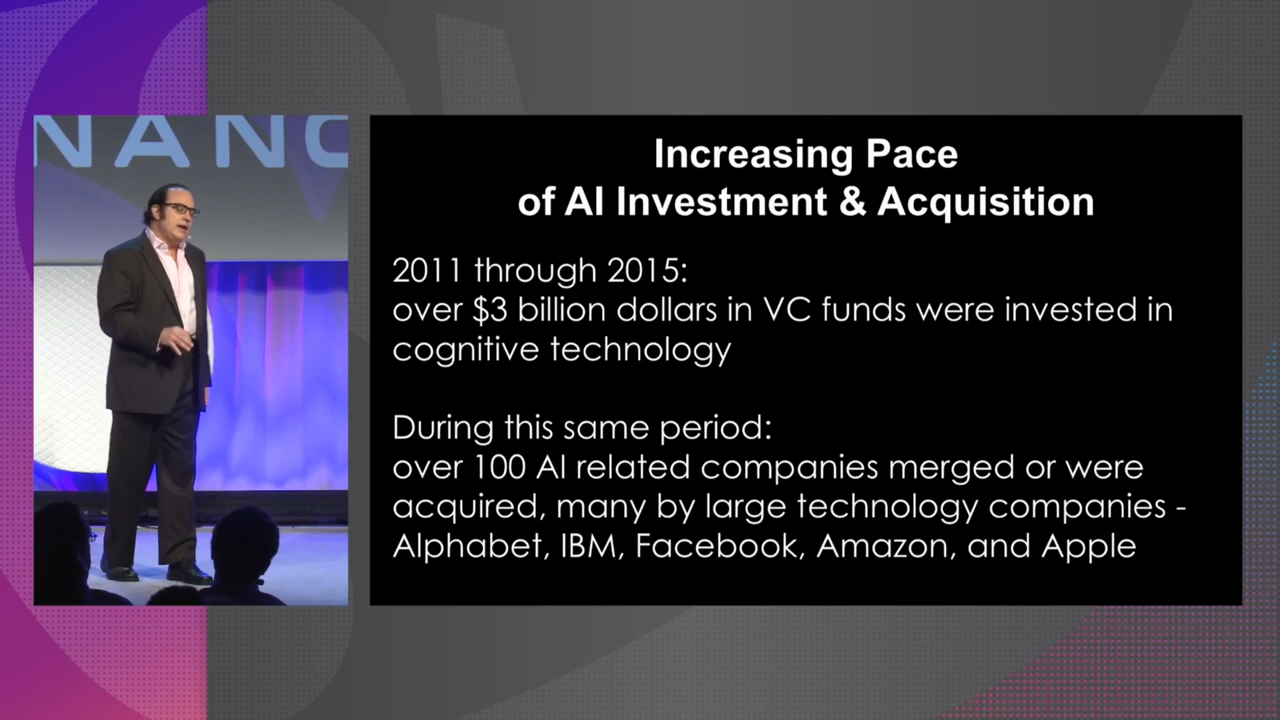 NANC
Increasing Pace
of AI Investment & Acquisition
2011 through 2015:
over $3 billion dollars in VC funds were invested in
cognitive technology
During this same period:
over 100 AI related companies merged or were
acquired, many by large technology companies -
Alphabet, IBM, Facebook, Amazon, and Apple